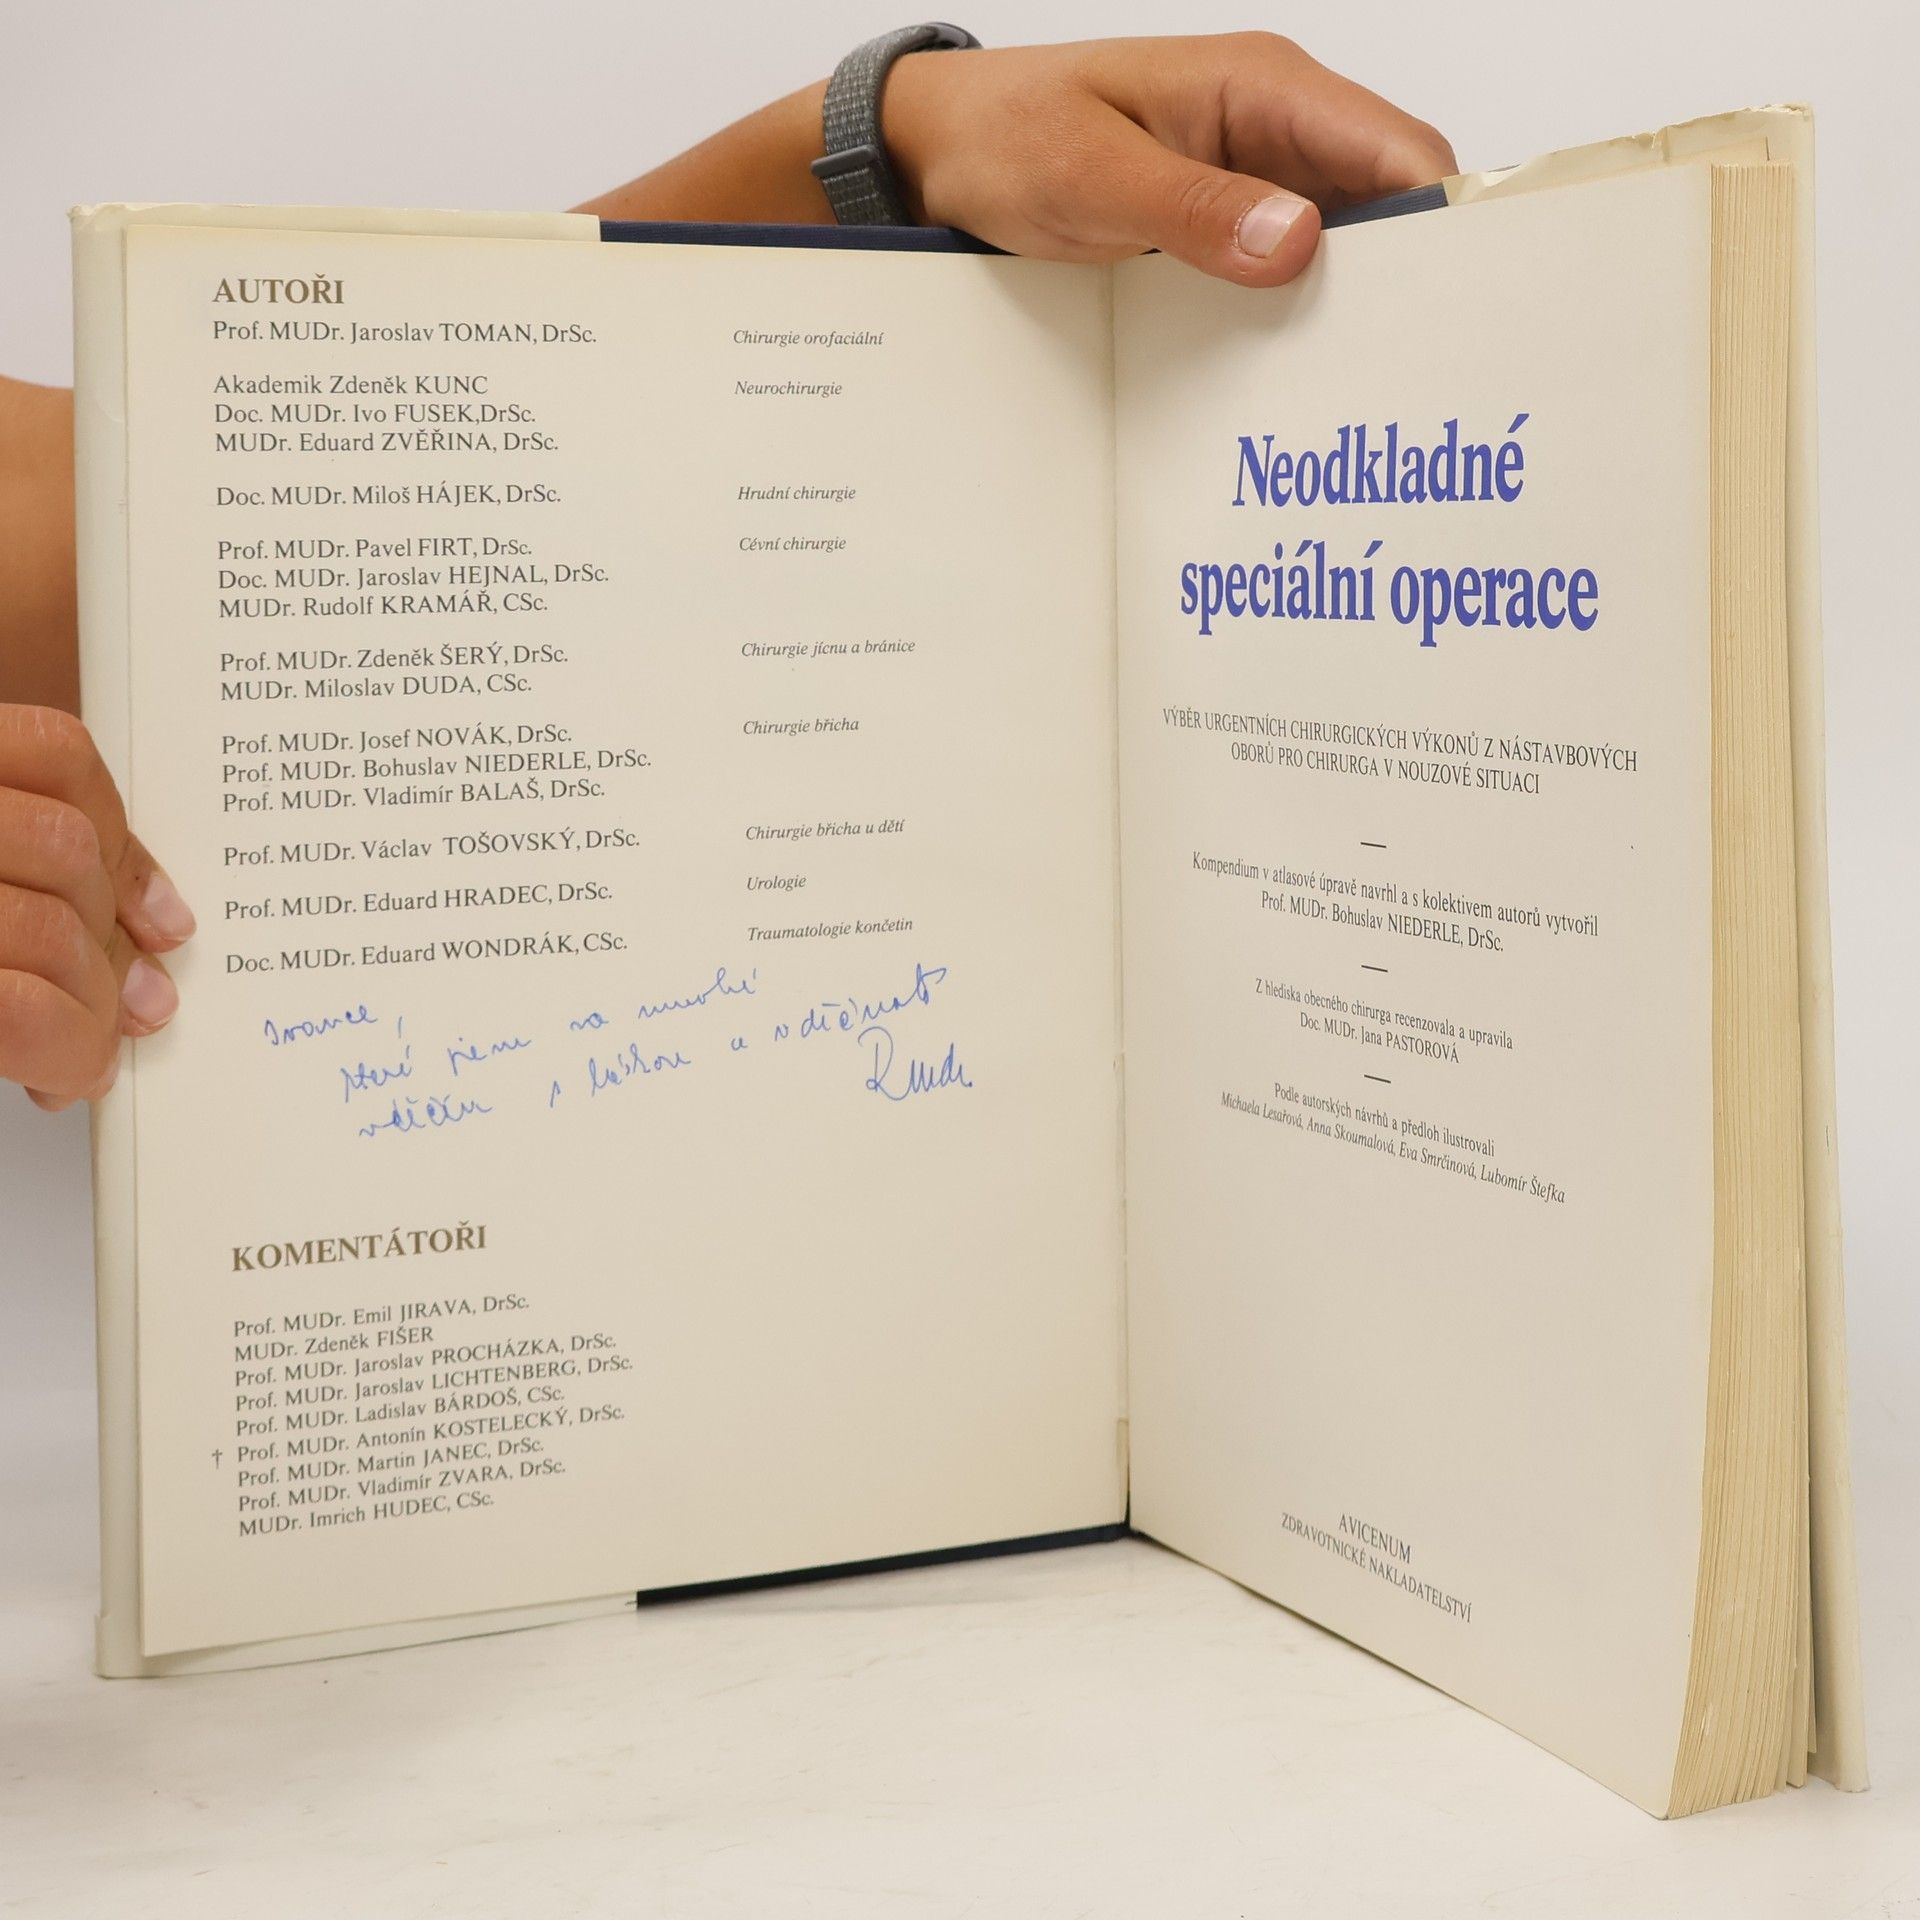 AUTOŘI
Prof. MUDr. Jaroslav TOMAN, DrSc. Chirurgie orofaciální
Akademik Zdeněk KUNC Neurochirurgie
Doc. MUDr. Ivo FUSEK,DrSc.
MUDr. Eduard ZVĚŘINA, DrSc.
Doc. MUDr. Miloš HÁJEK, DrSc. Hrudní chirurgie
Prof. MUDr. Pavel FIRT, DrSc. Cévní chirurgie
Doc. MUDr. Jaroslav HEJNAL, DrSc.
MUDr. Rudolf KRAMÁŘ, CSc.
Prof. MUDr. Zdeněk ŠERÝ, DrSc. Chirurgie jícnu a bránice
MUDr. Miloslav DUDA, CSc.
Prof. MUDr. Josef NOVÁK, DrSc. Chirurgie břicha
Prof. MUDr. Bohuslav NIEDERLE, DrSc.
Prof. MUDr. Vladimír BALAŠ, DrSc.
Prof. MUDr. Václav TOŠOVSKÝ, DrSc. Chirurgie břicha u dětí
Prof. MUDr. Eduard HRADEC, DrSc. Urologie
Doc. MUDr. Eduard WONDRÁK, CSc. Traumatologie končetin
které jsem za mnohé
vděčím s láskou a vděčnost
KOMENTÁTOŘI
Prof. MUDr. Emil JIRAVA, DrSc.
MUDr. Zdeněk FIŠER
Prof. MUDr. Jaroslav PROCHÁZKA, DrSc.
Prof. MUDr. Jaroslav LICHTENBERG, DrSc.
Prof. MUDr. Ladislav BÁRDOŠ, CSc.
† Prof. MUDr. Antonín KOSTELECKÝ, DrSc.
Prof. MUDr. Martin JANEC, DrSc.
Prof. MUDr. Vladimír ZVARA, DrSc.
MUDr. Imrich HUDEC, CSc.
Neodkladné
speciální operace
VÝBĚR URGENTNÍCH CHIRURGICKÝCH VÝKONŮ Z NÁSTAVBOVÝCH
OBORŮ PRO CHIRURGA V NOUZOVÉ SITUACI
Kompendium v atlasové úpravě navrhl a s kolektivem autorů vytvořil
Prof. MUDr. Bohuslav NIEDERLE, DrSc.
Z hlediska obecného chirurga recenzovala a upravila
Doc. MUDr. Jana PASTOROVÁ
Podle autorských návrhů a předloh ilustrovali
Michaela Lesařová, Anna Skoumalová, Eva Smrčinová, Lubomír Štefka
AVICENUM
ZDRAVOTNICKÉ NAKLADATELSTVÍ